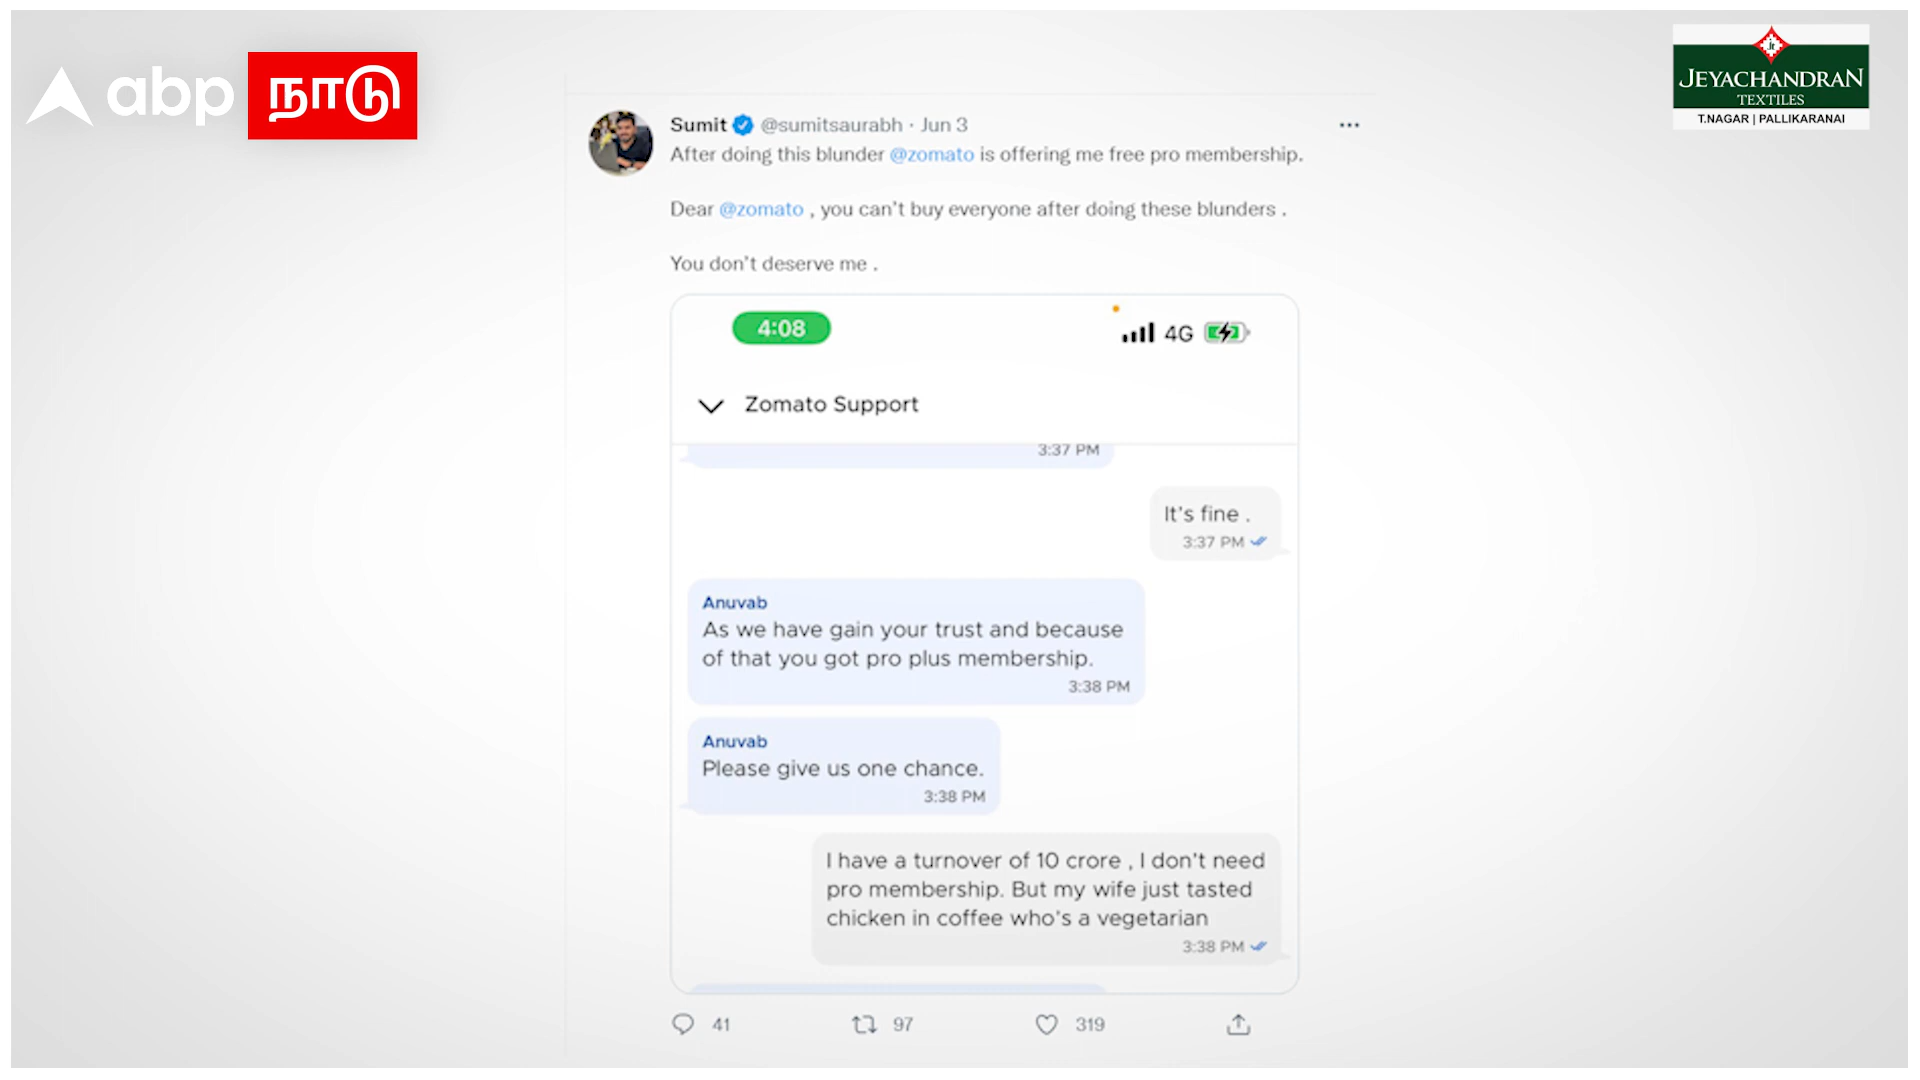 abp நாடு
Jt
JEYACHANDRAN
TEXTILES
T.NAGAR | PALLIKARANAI
Sumit @sumitsaurabh · Jun 3
After doing this blunder @zomato is offering me free pro membership.
Dear @zomato , you can't buy everyone after doing these blunders .
You don't deserve me .
4:08
4G
Zomato Support
3:37 PM
It's fine .
3:37 PM
Anuvab
As we have gain your trust and because
of that you got pro plus membership.
3:38 PM
Anuvab
Please give us one chance.
3:38 PM
I have a turnover of 10 crore , I don't need
pro membership. But my wife just tasted
chicken in coffee who's a vegetarian
3:38 PM
41 97 319